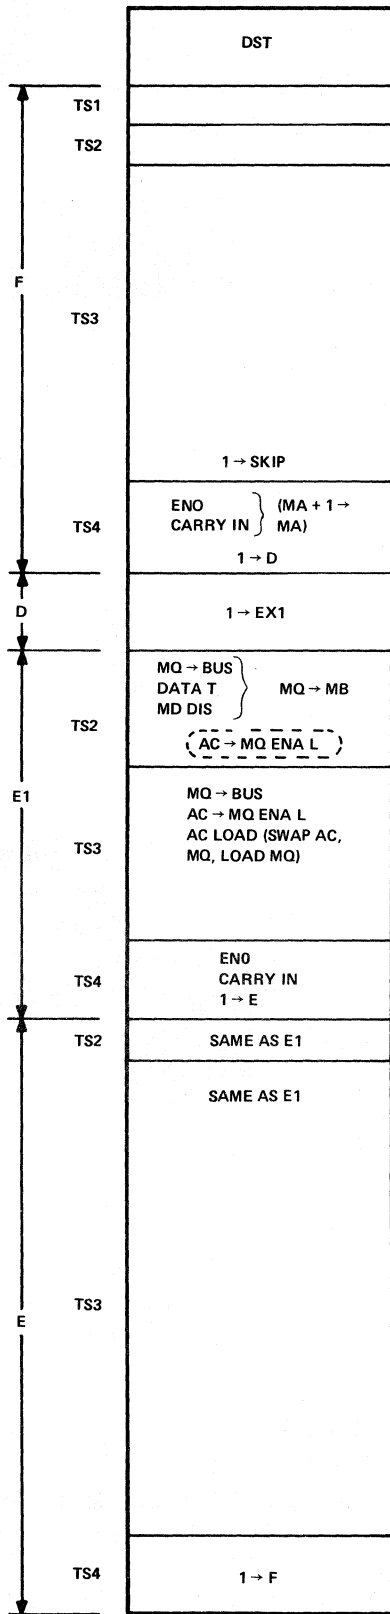 DST
TS1
TS2
F
TS3
1 → SKIP
TS4
ENO
CARRY IN
(MA + 1 →
MA)
1 → D
D
1 → EX1
E1
TS2
MQ → BUS
DATA T
MD DIS
MQ → MB
AC → MQ ENA L
TS3
MQ → BUS
AC → MQ ENA L
AC LOAD (SWAP AC,
MQ, LOAD MQ)
TS4
EN0
CARRY IN
1 → E
TS2
SAME AS E1
E
TS3
SAME AS E1
TS4
1 → F